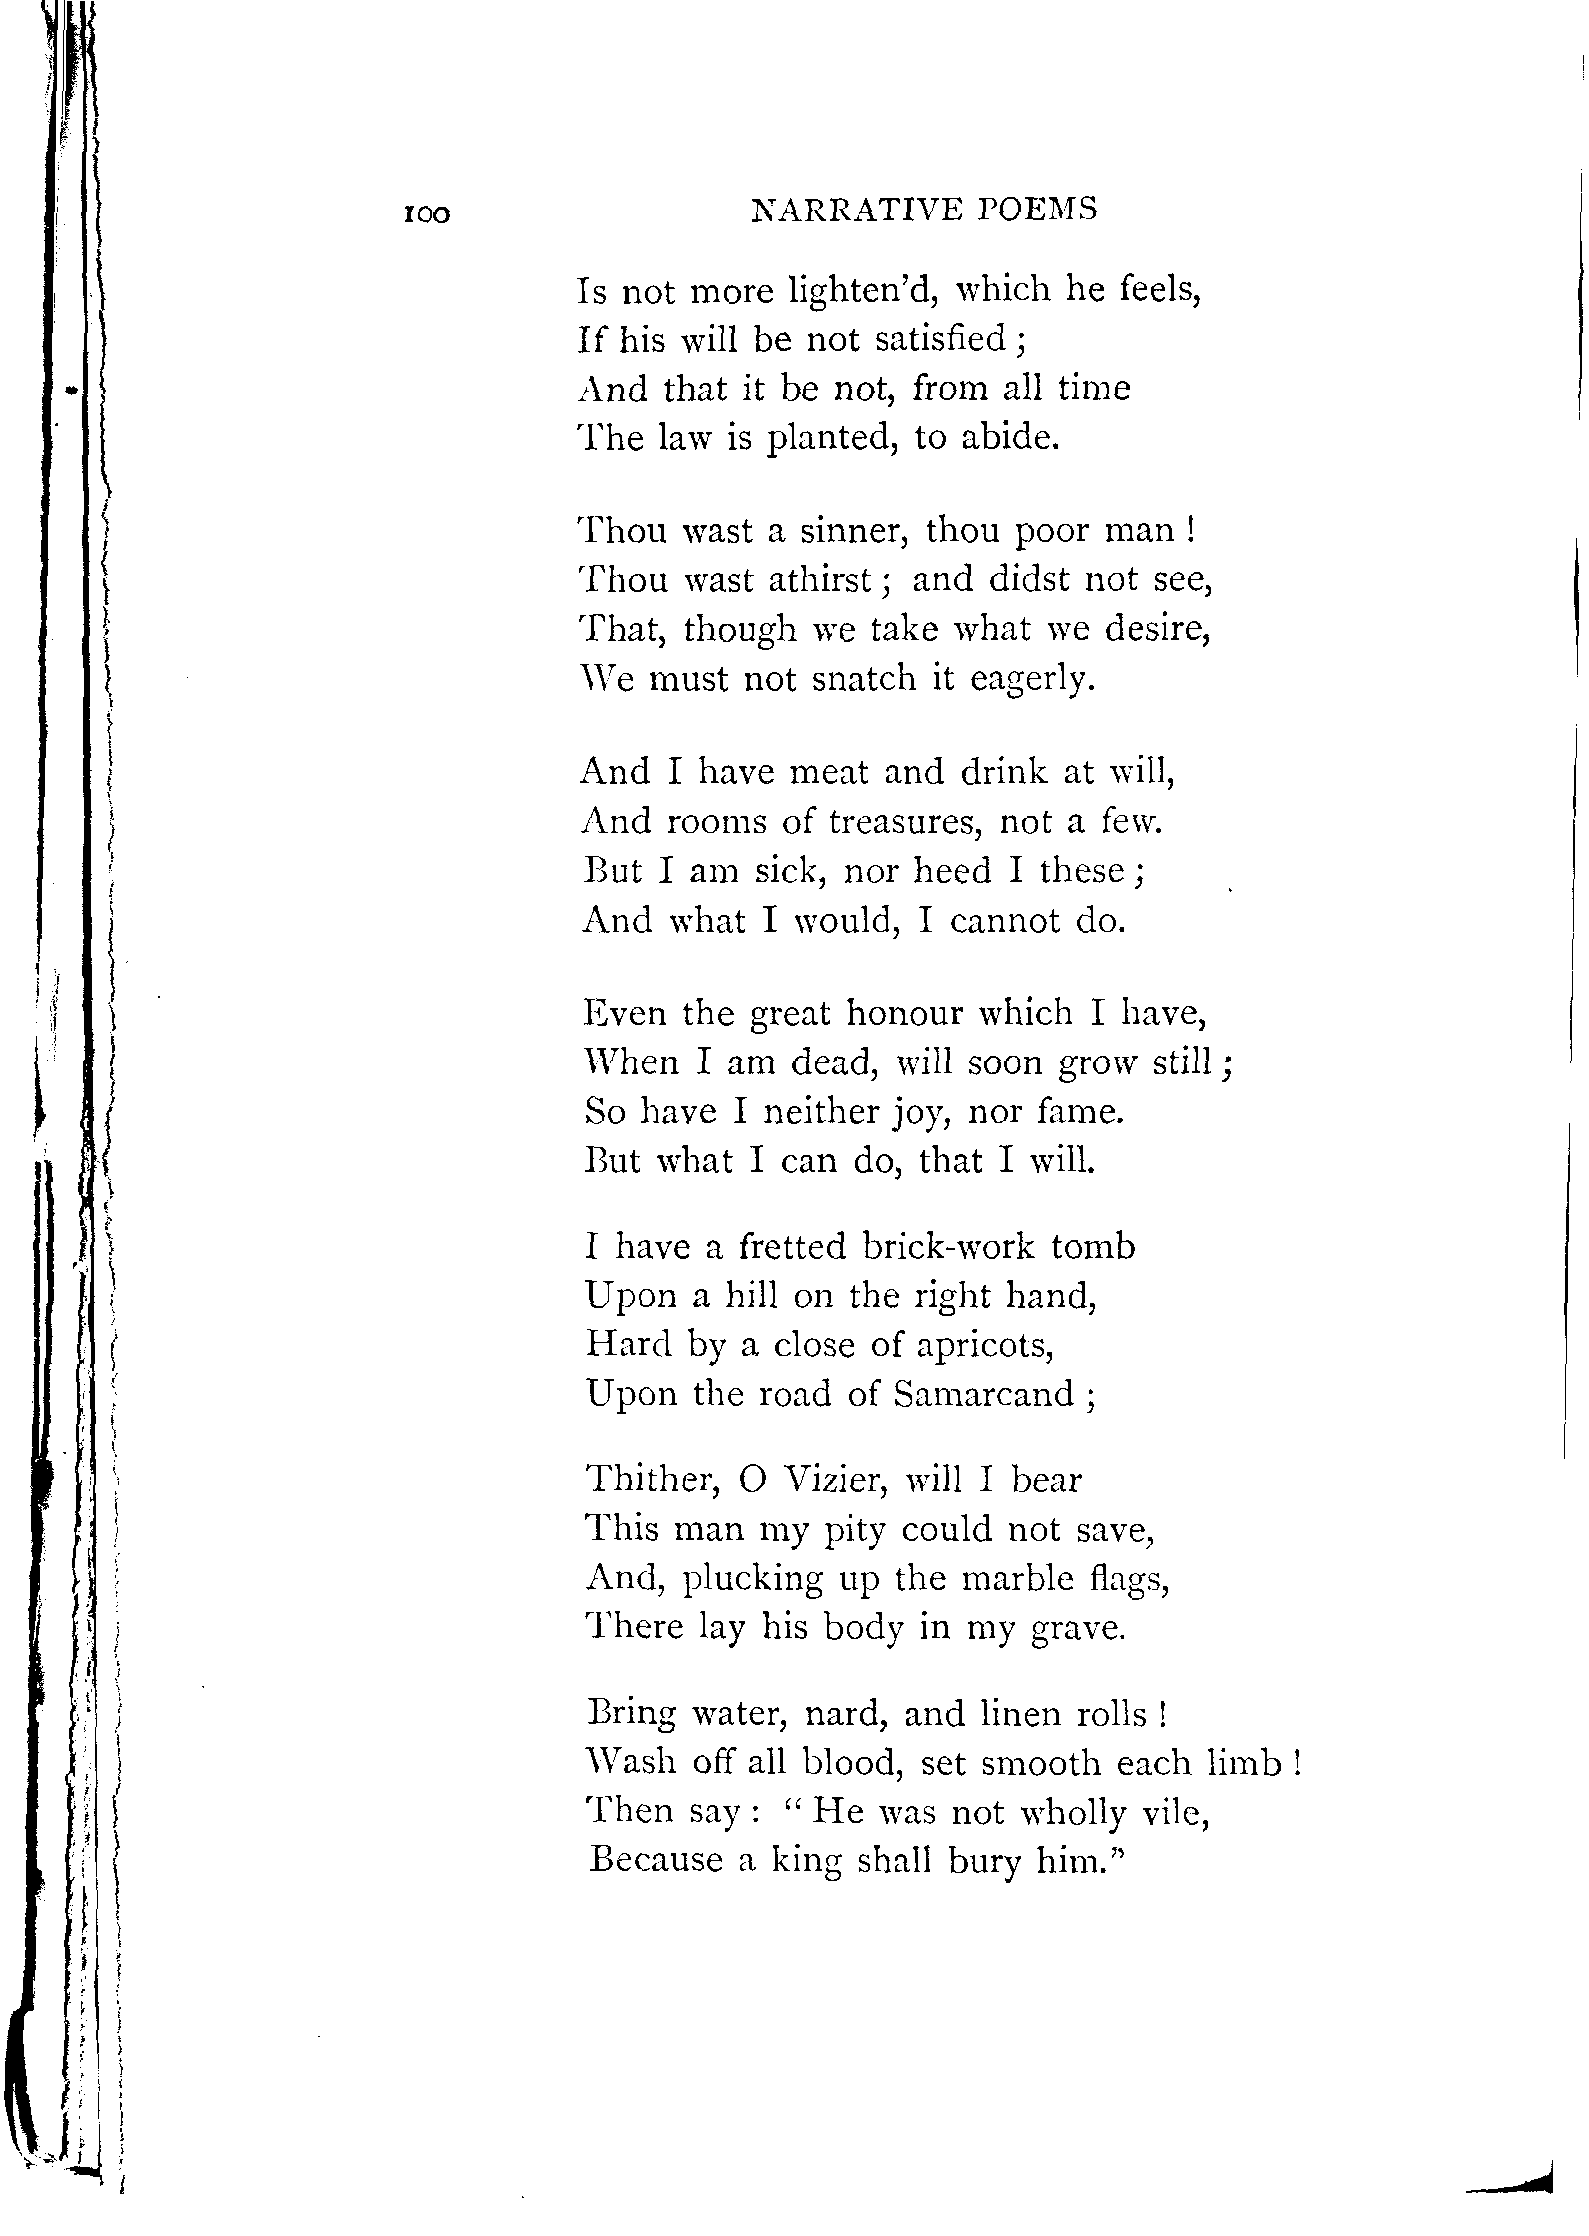 100 NARRATIVE POEMS
Is not more lighten'd, which he feels,
If his will be not satisfied ;
And that it be not, from all time
The law is planted, to abide.
Thou wast a sinner, thou poor man !
Thou wast athirst ; and didst not see,
That, though we take what we desire,
We must not snatch it eagerly.
And I have meat and drink at will,
And rooms of treasures, not a few.
But I am sick, nor heed I these ;
And what I would, I cannot do.
Even the great honour which I have,
When I am dead, will soon grow still ;
So have I neither joy, nor fame.
But what I can do, that I will.
I have a fretted brick-work tomb
Upon a hill on the right hand,
Hard by a close of apricots,
Upon the road of Samarcand ;
Thither, O Vizier, will I bear
This man my pity could not save,
And, plucking up the marble flags,
There lay his body in my grave.
Bring water, nard, and linen rolls !
Wash off all blood, set smooth each limb !
Then say : “ He was not wholly vile,
Because a king shall bury him.”